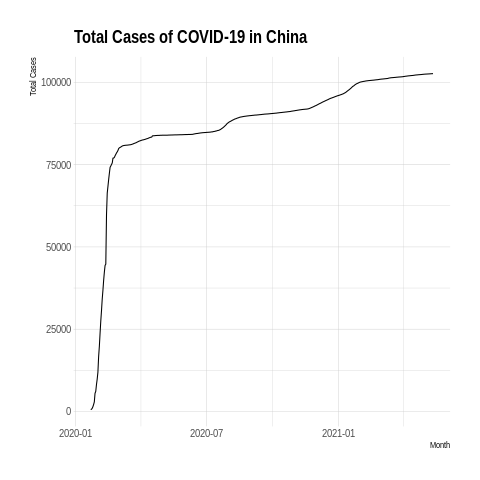 Total Cases of COVID-19 in China
Total Cases
100000
75000
50000
25000
0
2020-01 2020-07 2021-01
Month